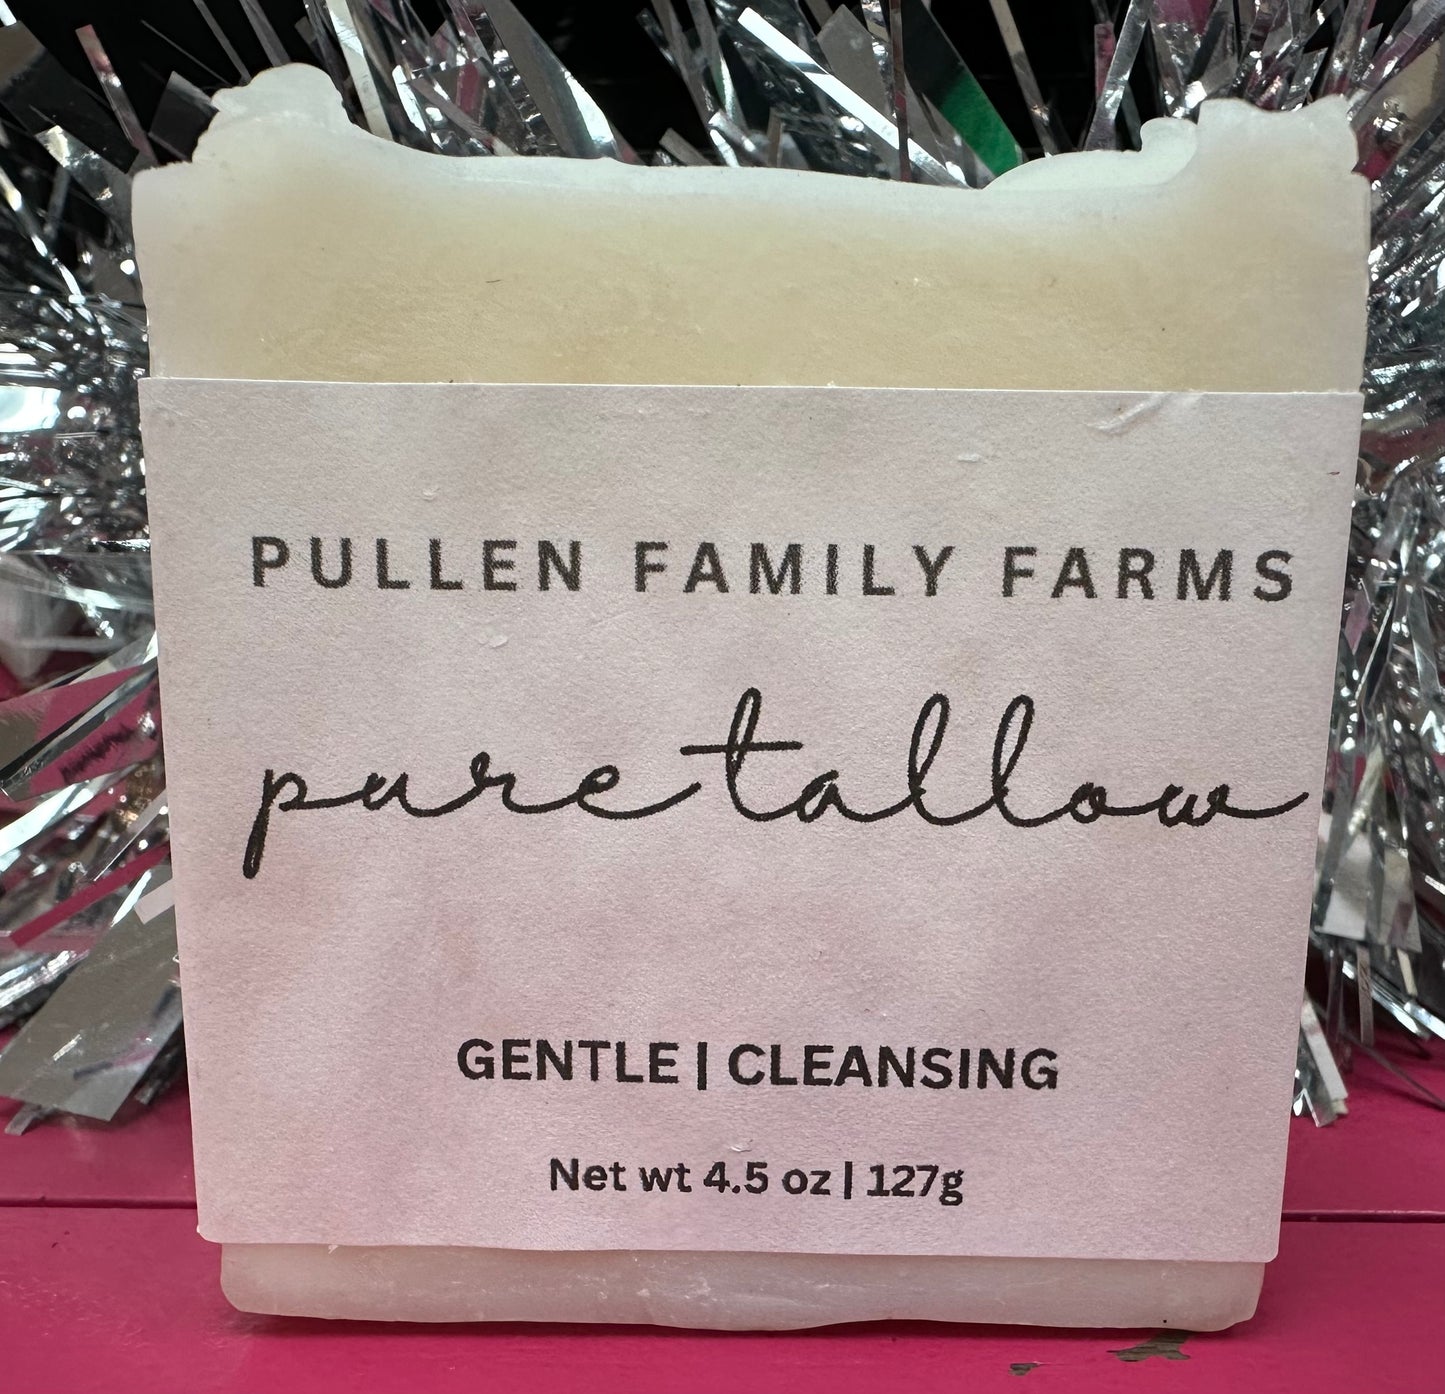 PULLEN FAMILY FARMS
pure tallow
GENTLE | CLEANSING
Net wt 4.5 oz | 127g